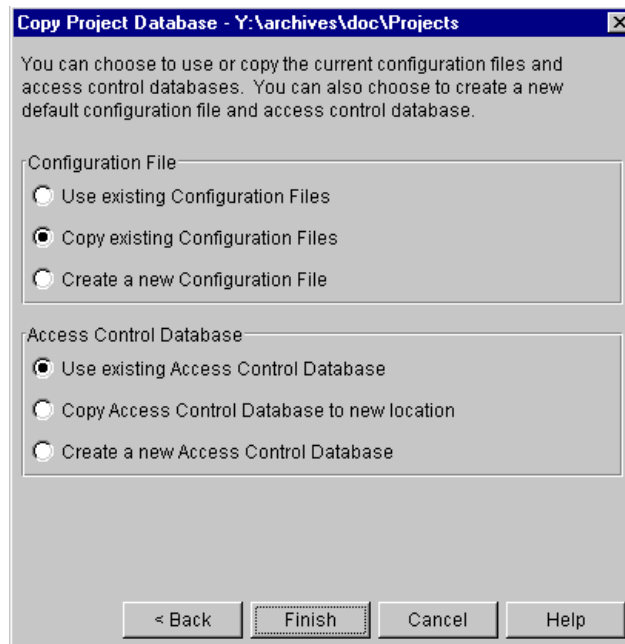 Copy Project Database - Y:\archives\doc\Projects
You can choose to use or copy the current configuration files and
access control databases.  You can also choose to create a new
default configuration file and access control database.
Configuration File
Use existing Configuration Files
Copy existing Configuration Files
Create a new Configuration File
Access Control Database
Use existing Access Control Database
Copy Access Control Database to new location
Create a new Access Control Database
< Back
Finish
Cancel
Help